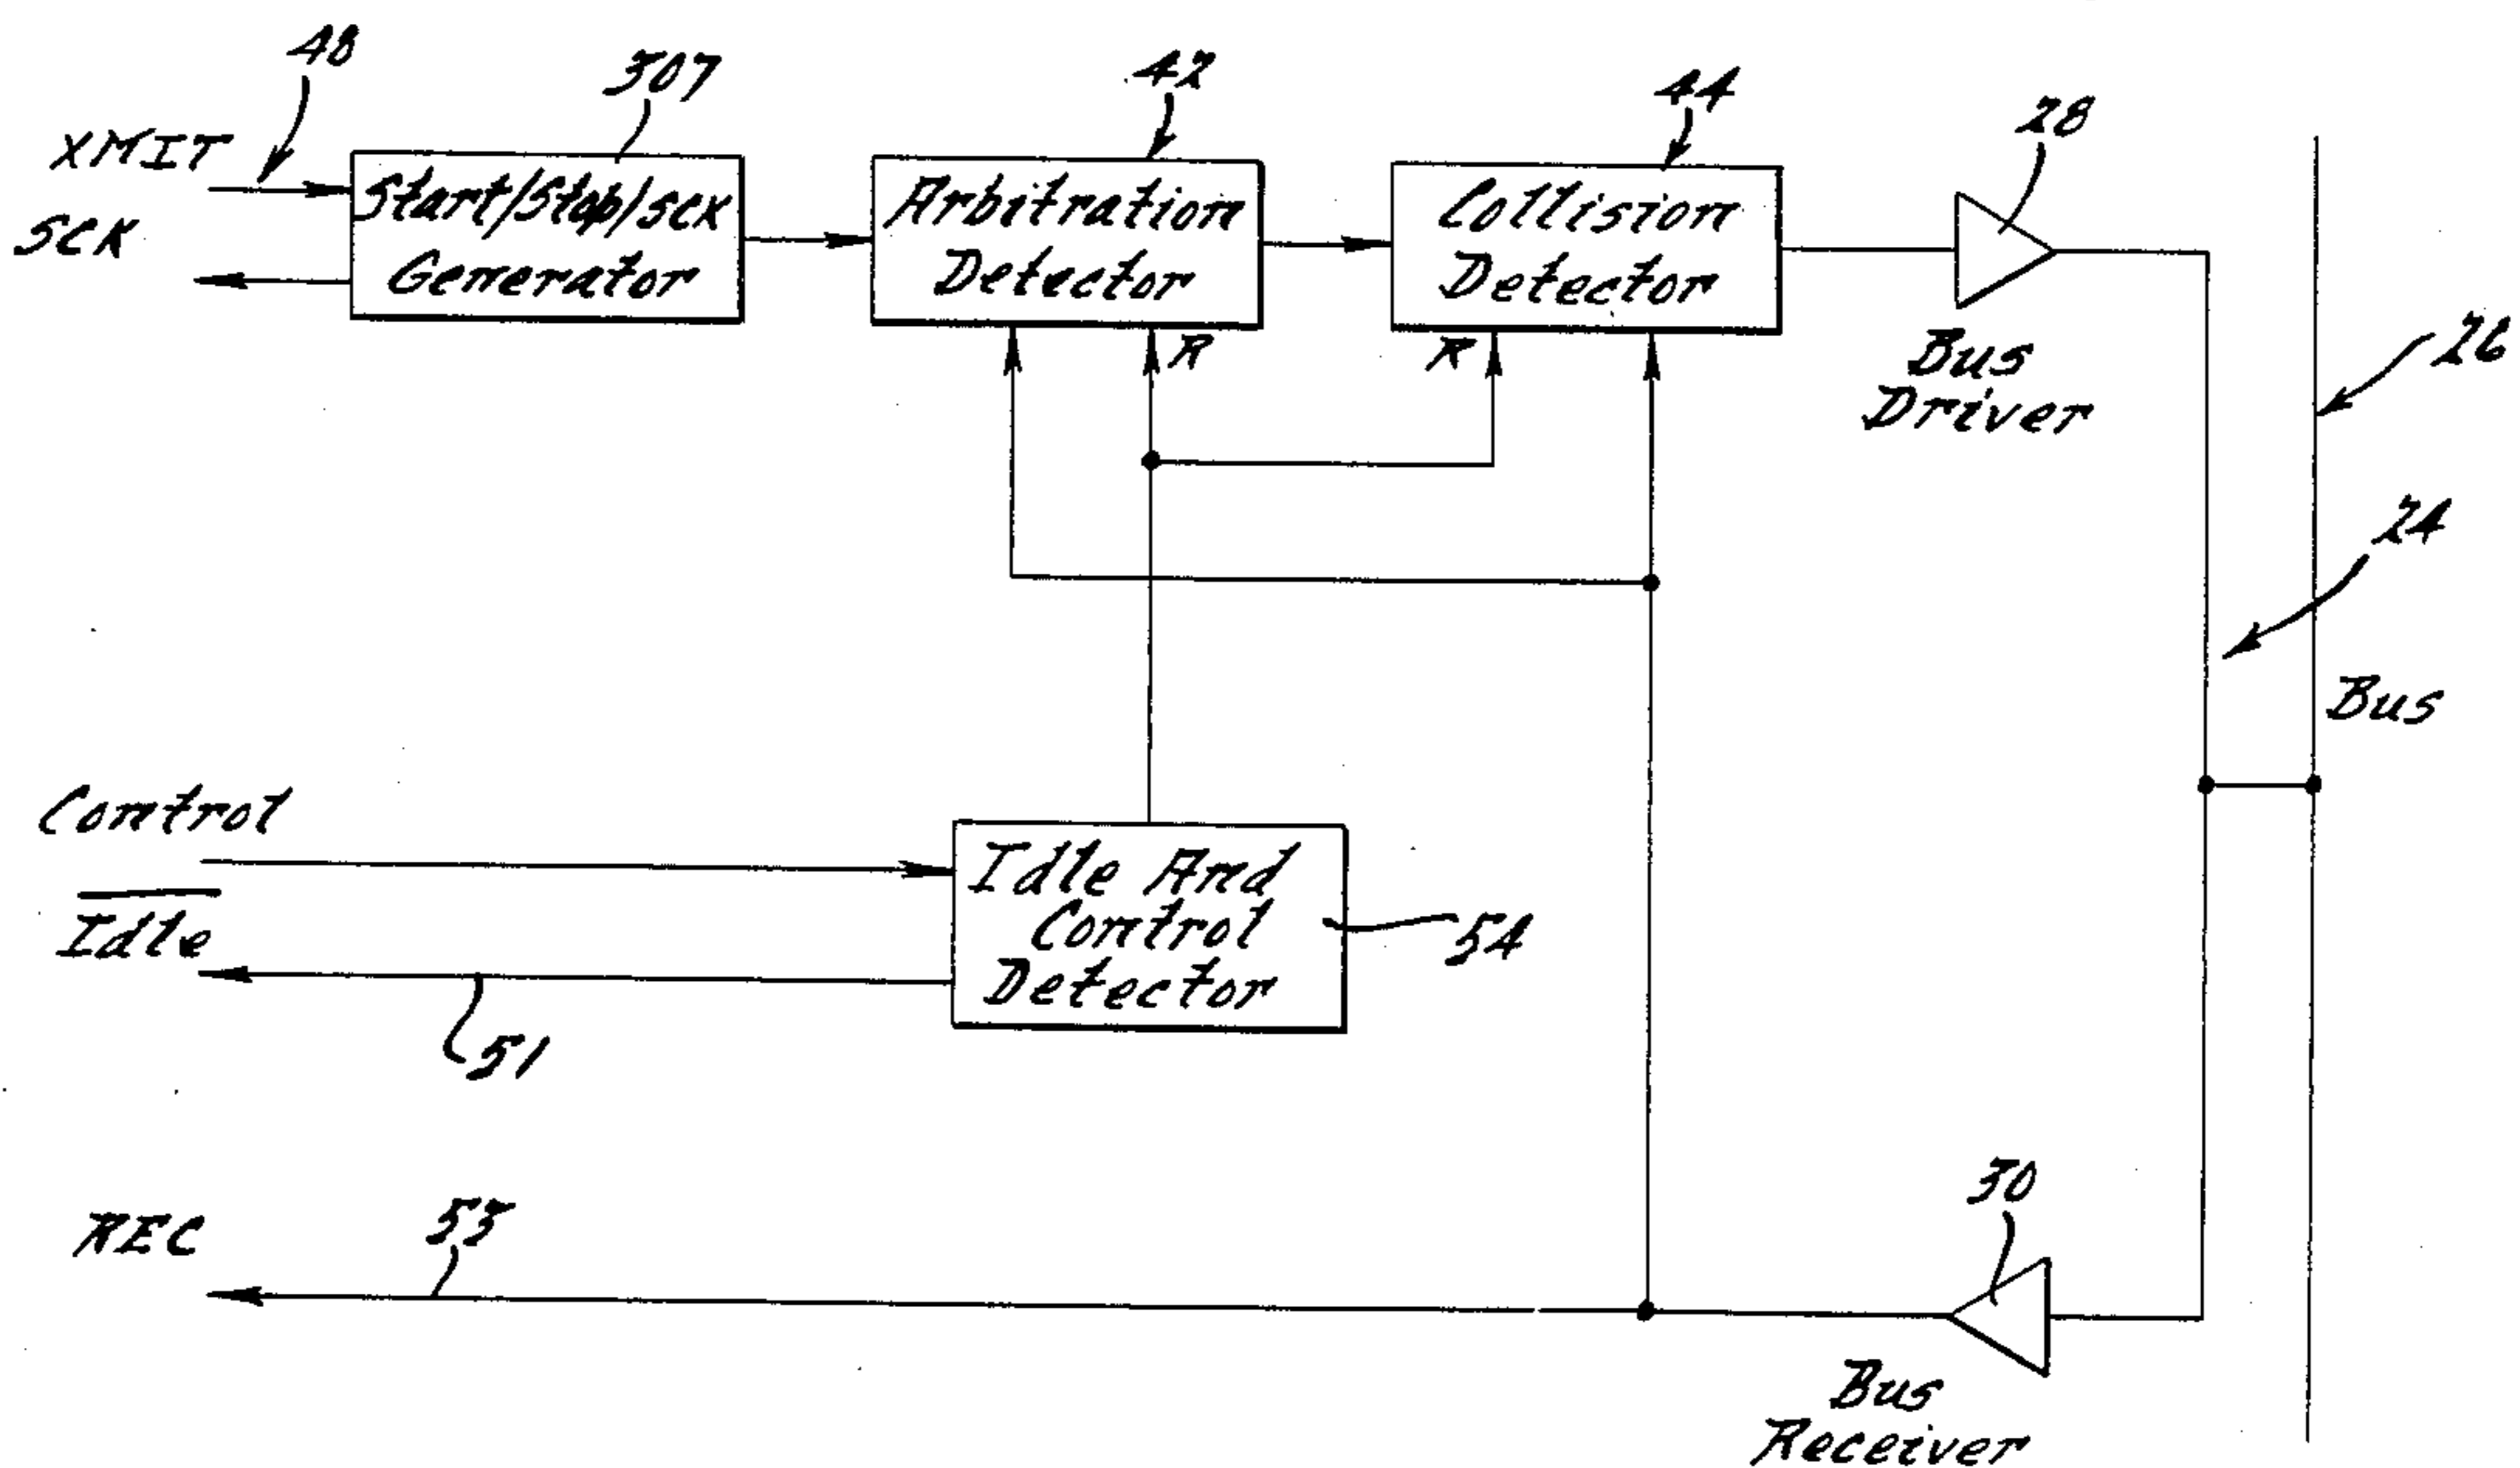 48
307
42
44
28
XMIT
SCK
Start/Stop/SCK
Generator
Arbitration
Detector
Collision
Detector
R
R
Bus
Driver
26
24
Bus
Control
Idle
Idle And
Control
Detector
54
51
REC
53
30
Bus
Receiver